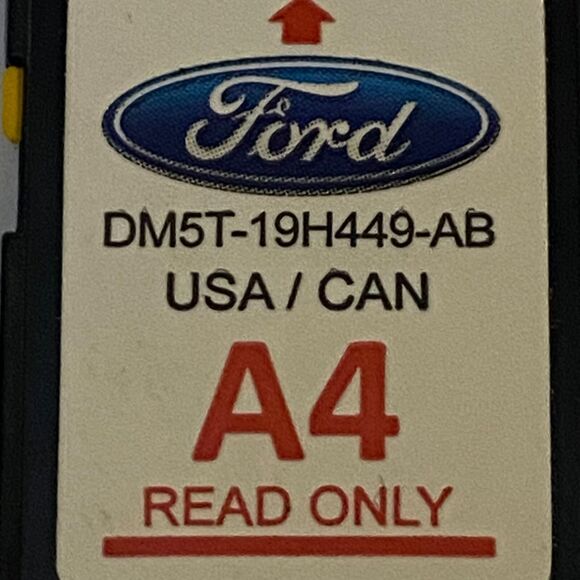 Ford
DM5T-19H449-AB
USA / CAN
A4
READ ONLY